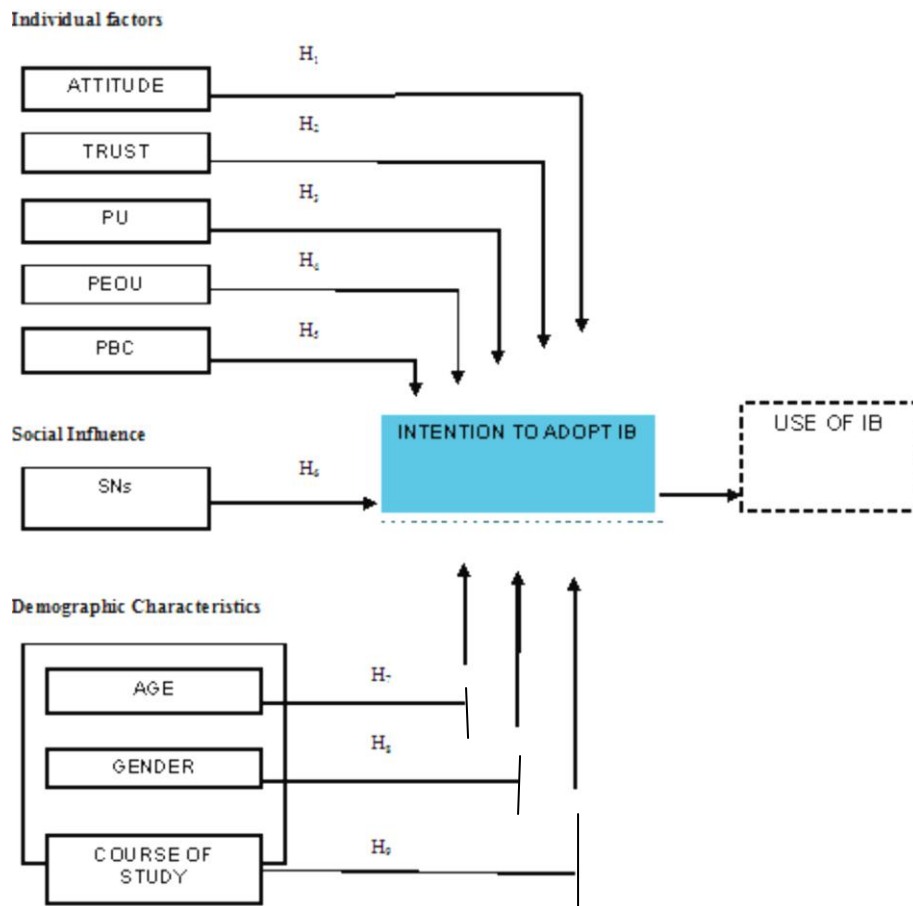 Individual factors
H₁
ATTITUDE
H₂
TRUST
H₃
PU
H₄
PEOU
H₅
PBC
Social Influence
INTENTION TO ADOPT IB
USE OF IB
H₆
SNs
Demographic Characteristics
H₇
AGE
H₈
GENDER
H₉
COURSE OF
STUDY